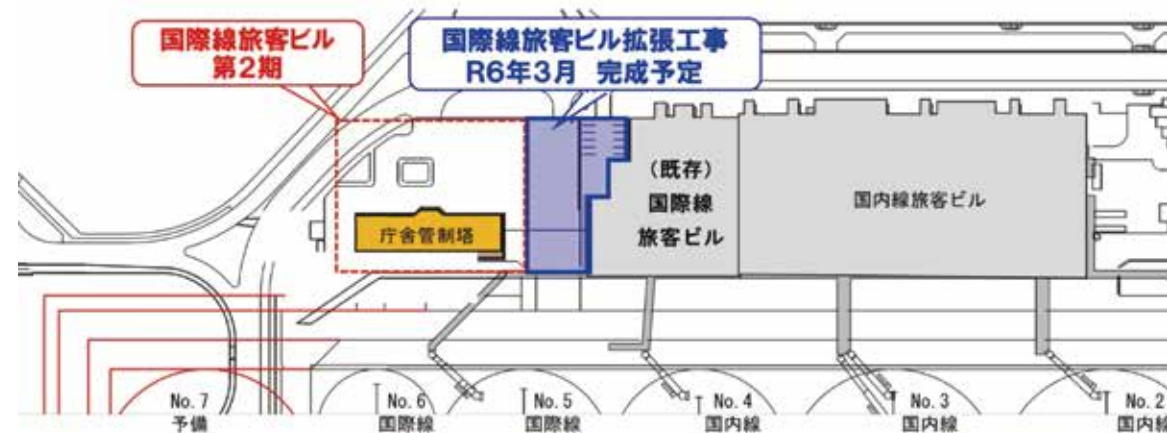 国際線旅客ビル
第2期
国際線旅客ビル拡張工事
R6年3月 完成予定
(既存)
国際線
旅客ビル
国内線旅客ビル
庁舎管制塔
No. 7
予備
No. 6
国際線
No. 5
国際線
No. 4
国内線
No. 3
国内線
No. 2
国内線